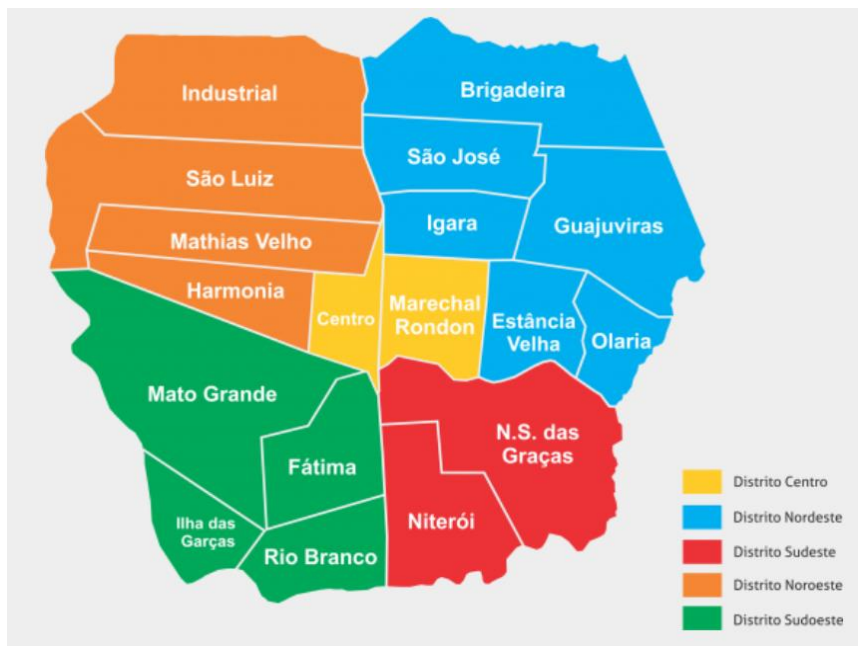 Industrial
Brigadeira
São José
São Luiz
Igara
Guajuviras
Mathias Velho
Harmonia
Centro
Marechal
Rondon
Estância
Velha
Olaria
Mato Grande
N.S. das
Graças
Fátima
Niterói
Ilha das
Garças
Rio Branco
Distrito Centro
Distrito Nordeste
Distrito Sudeste
Distrito Noroeste
Distrito Sudoeste